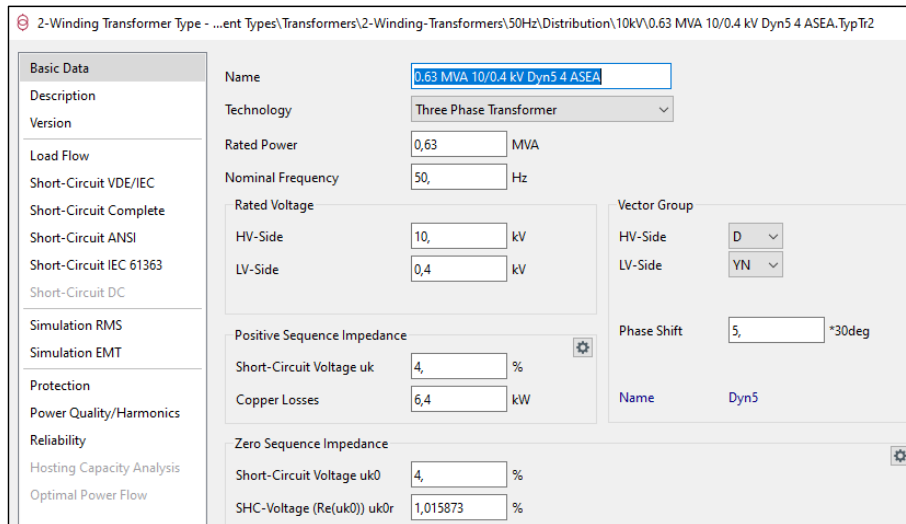 2-Winding Transformer Type - ...ent Types\Transformers\2-Winding-Transformers\50Hz\Distribution\10kV\0.63 MVA 10/0.4 kV Dyn5 4 ASEA.TypTr2
Basic Data
Description
Version
Load Flow
Short-Circuit VDE/IEC
Short-Circuit Complete
Short-Circuit ANSI
Short-Circuit IEC 61363
Short-Circuit DC
Simulation RMS
Simulation EMT
Protection
Power Quality/Harmonics
Reliability
Hosting Capacity Analysis
Optimal Power Flow
Name 0.63 MVA 10/0.4 kV Dyn5 4 ASEA
Technology Three Phase Transformer
Rated Power 0,63 MVA
Nominal Frequency 50, Hz
Rated Voltage
HV-Side 10, kV
LV-Side 0,4 kV
Vector Group
HV-Side D
LV-Side YN
Phase Shift 5, *30deg
Name Dyn5
Positive Sequence Impedance
Short-Circuit Voltage uk 4, %
Copper Losses 6,4 kW
Zero Sequence Impedance
Short-Circuit Voltage uk0 4, %
SHC-Voltage (Re(uk0)) uk0r 1,015873 %